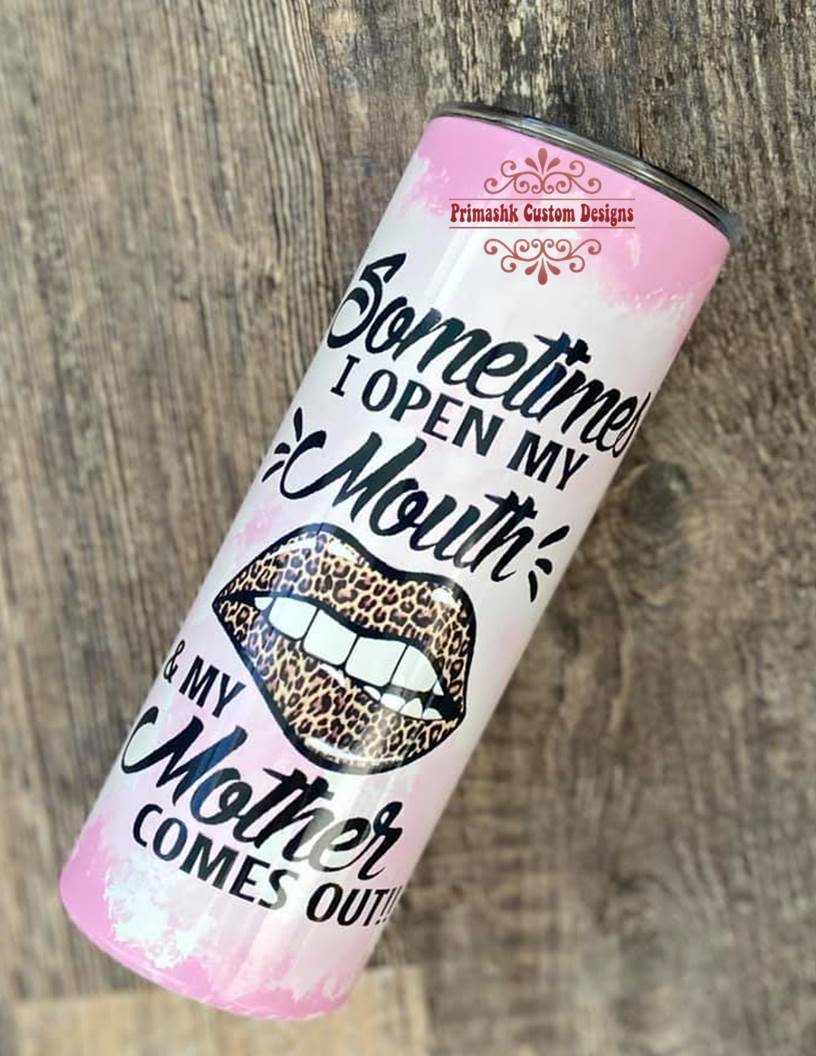 Primashk Custom Designs
Sometimes
I OPEN MY
Mouth
& MY
Mother
COMES OUT!!